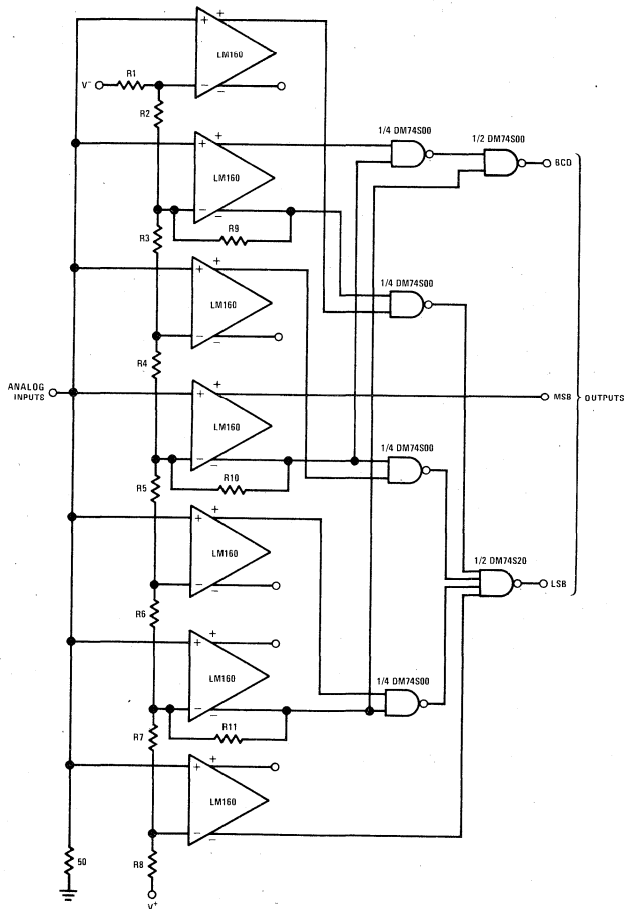 LM160
R1
V⁻
R2
1/4 DM74S00
1/2 DM74S00
BCD
LM160
R9
R3
1/4 DM74S00
LM160
R4
ANALOG
INPUTS
MSB
OUTPUTS
LM160
1/4 DM74S00
R10
R5
1/2 DM74S20
LM160
LSB
R6
LM160
1/4 DM74S00
R11
R7
LM160
50
R8
V⁺